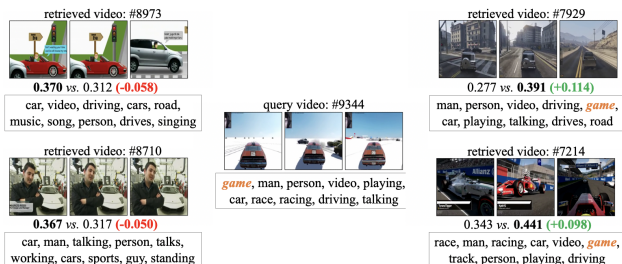 retrieved video: #8973
0.370 vs. 0.312 (-0.058)
car, video, driving, cars, road,
music, song, person, drives, singing
retrieved video: #8710
0.367 vs. 0.317 (-0.050)
car, man, talking, person, talks,
working, cars, sports, guy, standing
query video: #9344
game, man, person, video, playing,
car, race, racing, driving, talking
retrieved video: #7929
0.277 vs. 0.391 (+0.114)
man, person, video, driving, game,
car, playing, talking, drives, road
retrieved video: #7214
Allianz
0.343 vs. 0.441 (+0.098)
race, man, racing, car, video, game,
track, person, playing, driving